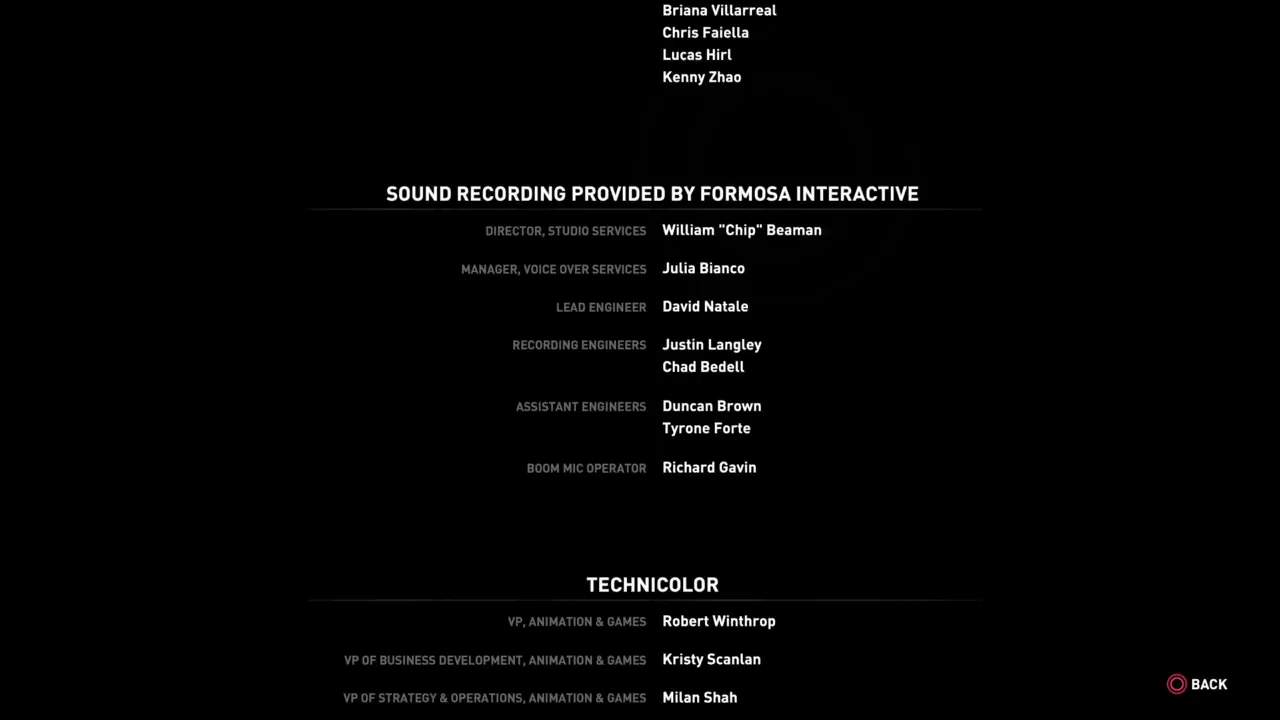 Briana Villarreal
Chris Faiella
Lucas Hirl
Kenny Zhao
SOUND RECORDING PROVIDED BY FORMOSA INTERACTIVE
DIRECTOR, STUDIO SERVICES William "Chip" Beaman
MANAGER, VOICE OVER SERVICES Julia Bianco
LEAD ENGINEER David Natale
RECORDING ENGINEERS Justin Langley
Chad Bedell
ASSISTANT ENGINEERS Duncan Brown
Tyrone Forte
BOOM MIC OPERATOR Richard Gavin
TECHNICOLOR
VP, ANIMATION & GAMES Robert Winthrop
VP OF BUSINESS DEVELOPMENT, ANIMATION & GAMES Kristy Scanlan
VP OF STRATEGY & OPERATIONS, ANIMATION & GAMES Milan Shah
BACK